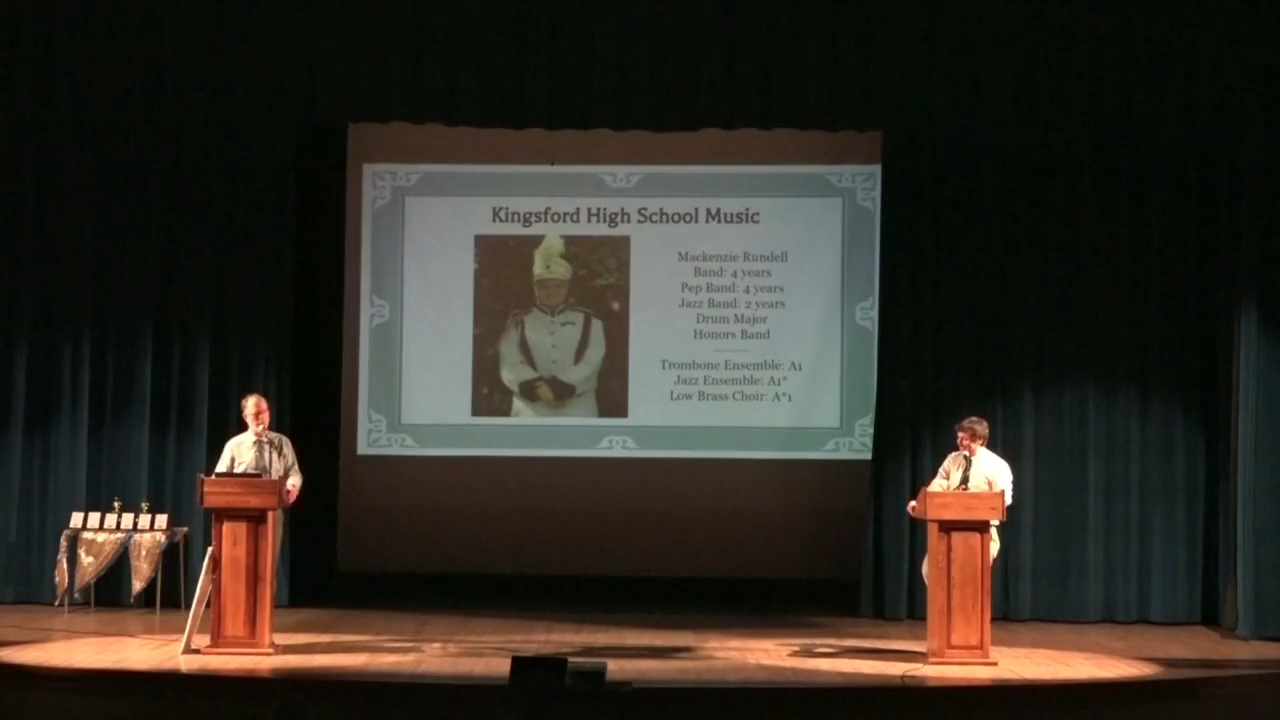 Kingsford High School Music
Mackenzie Rundell
Band: 4 years
Pep Band: 4 years
Jazz Band: 2 years
Drum Major
Honors Band
Trombone Ensemble: A1
Jazz Ensemble: A1*
Low Brass Choir: A*1